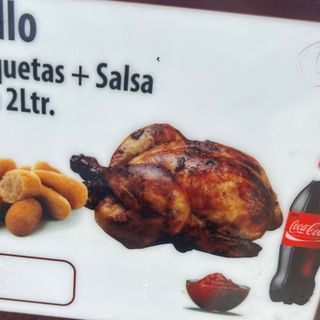 llo
quetas + Salsa
2Ltr.
Coca-Cola